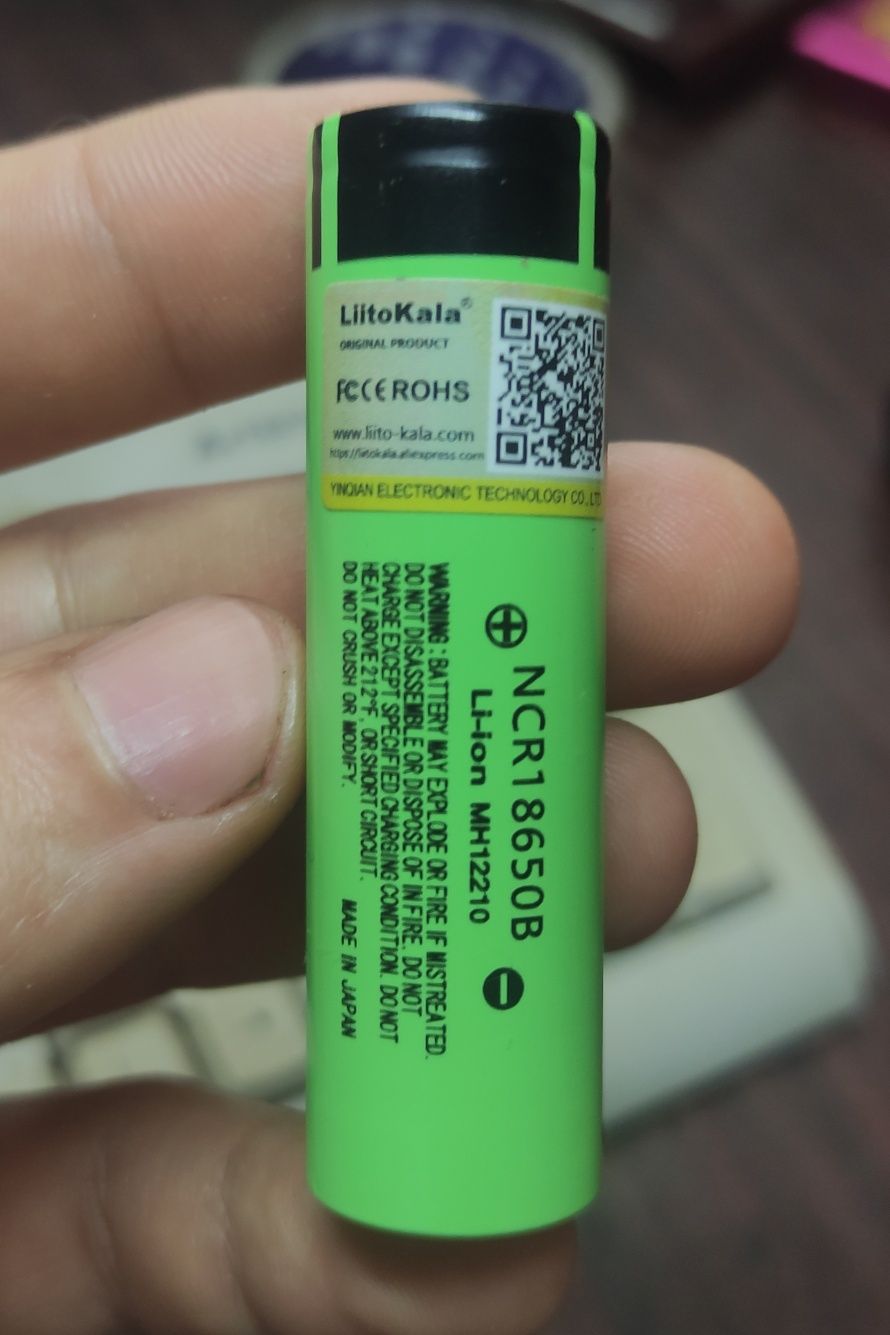 LiitoKala®
ORIGINAL PRODUCT
FC CE ROHS
www.liito-kala.com
https://liitokala.aliexpress.com
YINQIAN ELECTRONIC TECHNOLOGY CO., LTD
NCR18650B
Li-ion MH12210
WARNING : BATTERY MAY EXPLODE OR FIRE IF MISTREATED.
DO NOT DISASSEMBLE OR DISPOSE OF IN FIRE, DO NOT
CHARGE EXCEPT SPECIFIED CHARGING CONDITION. DO NOT
HEAT ABOVE 212°F, OR SHORT CIRCUIT.
DO NOT CRUSH OR MODIFY. MADE IN JAPAN